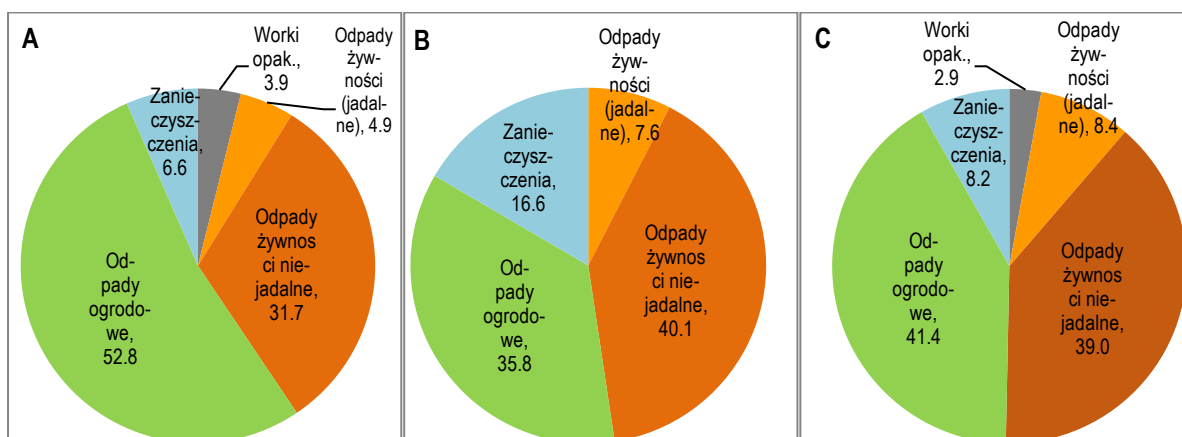 A
Worki
opak.,
3.9
Odpady
żyw-
ności
(jadal-
ne), 4.9
Zanie-
czysz-
czenia,
6.6
Odpady
żywnos
ci nie-
jadalne,
31.7
Od-
pady
ogrodo-
we,
52.8
B
Odpady
żyw-
ności
(jadal-
ne), 7.6
Zanie-
czysz-
czenia,
16.6
Odpady
żywnos
ci nie-
jadalne,
40.1
Od-
pady
ogrodo-
we,
35.8
C
Worki
opak.,
2.9
Odpady
żyw-
ności
(jadal-
ne), 8.4
Zanie-
czysz-
czenia,
8.2
Odpady
żywnos
ci nie-
jadalne,
39.0
Od-
pady
ogrodo-
we,
41.4